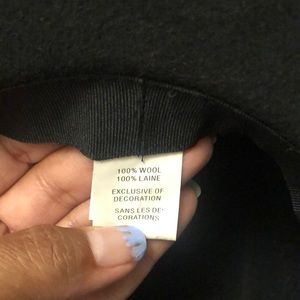 100% WOOL
100% LAINE
EXCLUSIVE OF
DECORATION
SANS LES DE
CORATIONS